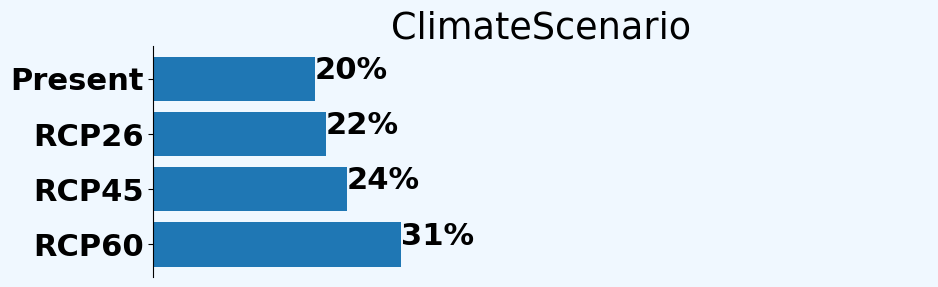 ClimateScenario
Present 20%
RCP26 22%
RCP45 24%
RCP60 31%